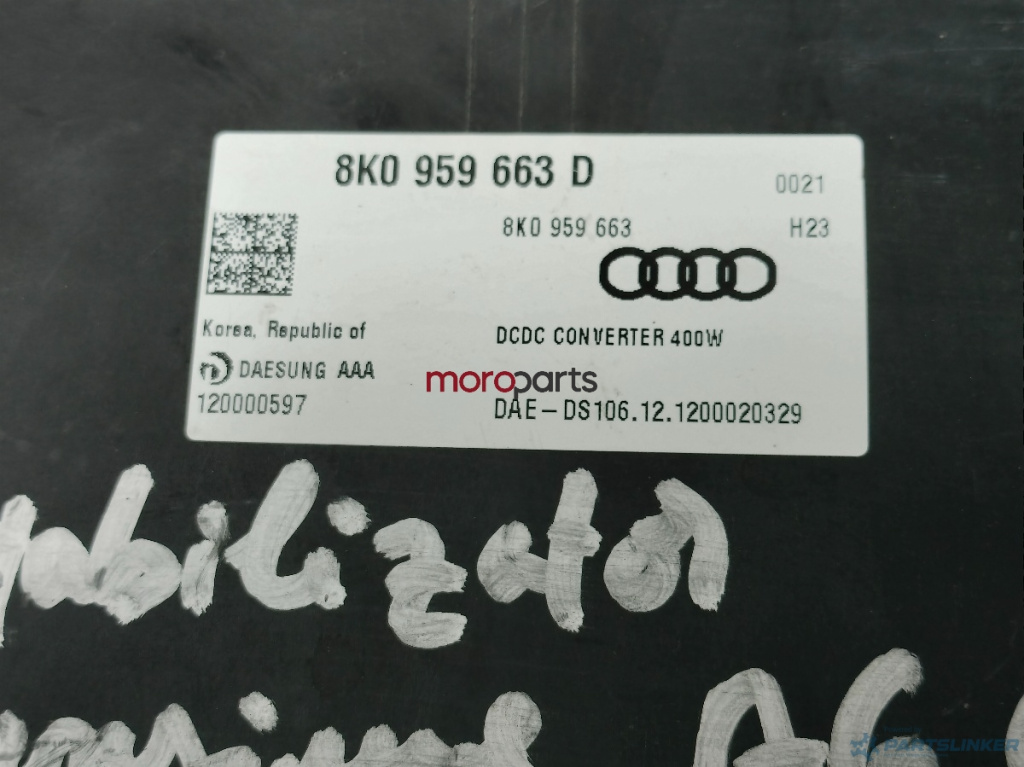 8K0 959 663 D
0021
8K0 959 663
H23
Korea, Republic of
DCDC CONVERTER 400W
DAESUNG AAA
moroparts
120000597
DAE-DS106.12.1200020329
PARTSLINKER